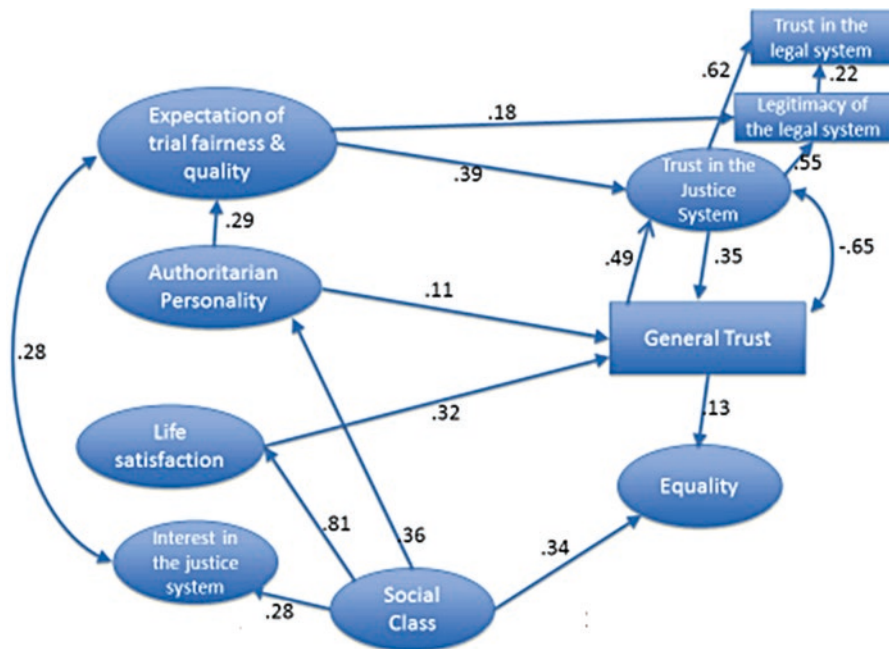 Trust in the
legal system
.62
.22
Expectation of
trial fairness &
quality
.18
Legitimacy of
the legal system
.39
Trust in the
Justice
System
.55
.29
.49
.35
-.65
Authoritarian
Personality
.11
General Trust
.28
.32
.13
Life
satisfaction
Equality
.81
.36
.34
Interest in
the justice
system
.28
Social
Class
: